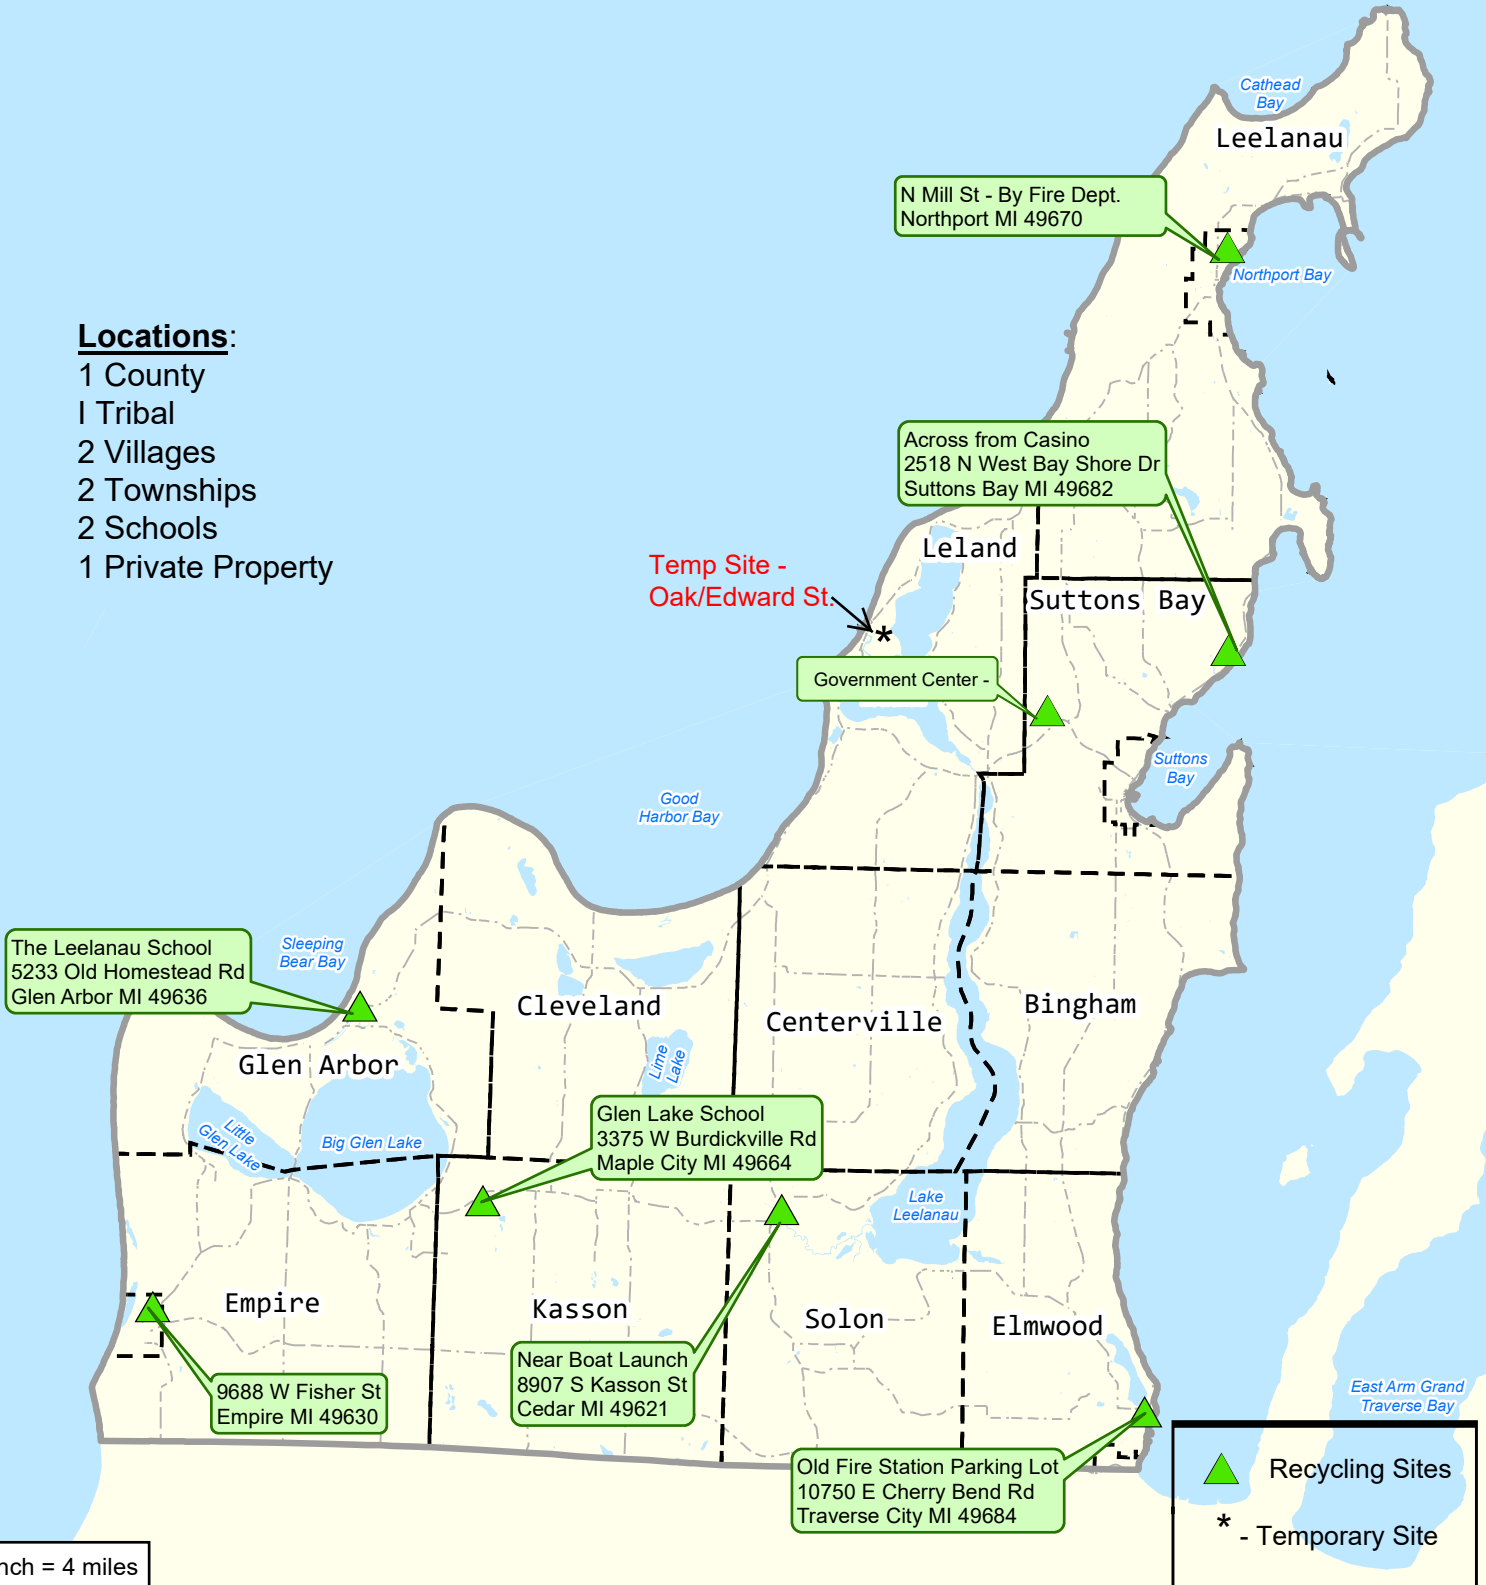 Cathead
Bay
Leelanau
N Mill St - By Fire Dept.
Northport MI 49670
Northport Bay
Locations:
1 County
I Tribal
2 Villages
2 Townships
2 Schools
1 Private Property
Across from Casino
2518 N West Bay Shore Dr
Suttons Bay MI 49682
Leland
Temp Site -
Oak/Edward St.
*
Suttons Bay
Government Center -
Suttons
Bay
Good
Harbor Bay
The Leelanau School
5233 Old Homestead Rd
Glen Arbor MI 49636
Sleeping
Bear Bay
Cleveland
Centerville
Bingham
Glen Arbor
Lime
Lake
Glen Lake School
3375 W Burdickville Rd
Maple City MI 49664
Little
Glen Lake
Big Glen Lake
Lake
Leelanau
Empire
Kasson
Solon
Elmwood
Near Boat Launch
8907 S Kasson St
Cedar MI 49621
9688 W Fisher St
Empire MI 49630
East Arm Grand
Traverse Bay
Old Fire Station Parking Lot
10750 E Cherry Bend Rd
Traverse City MI 49684
Recycling Sites
* - Temporary Site
nch = 4 miles